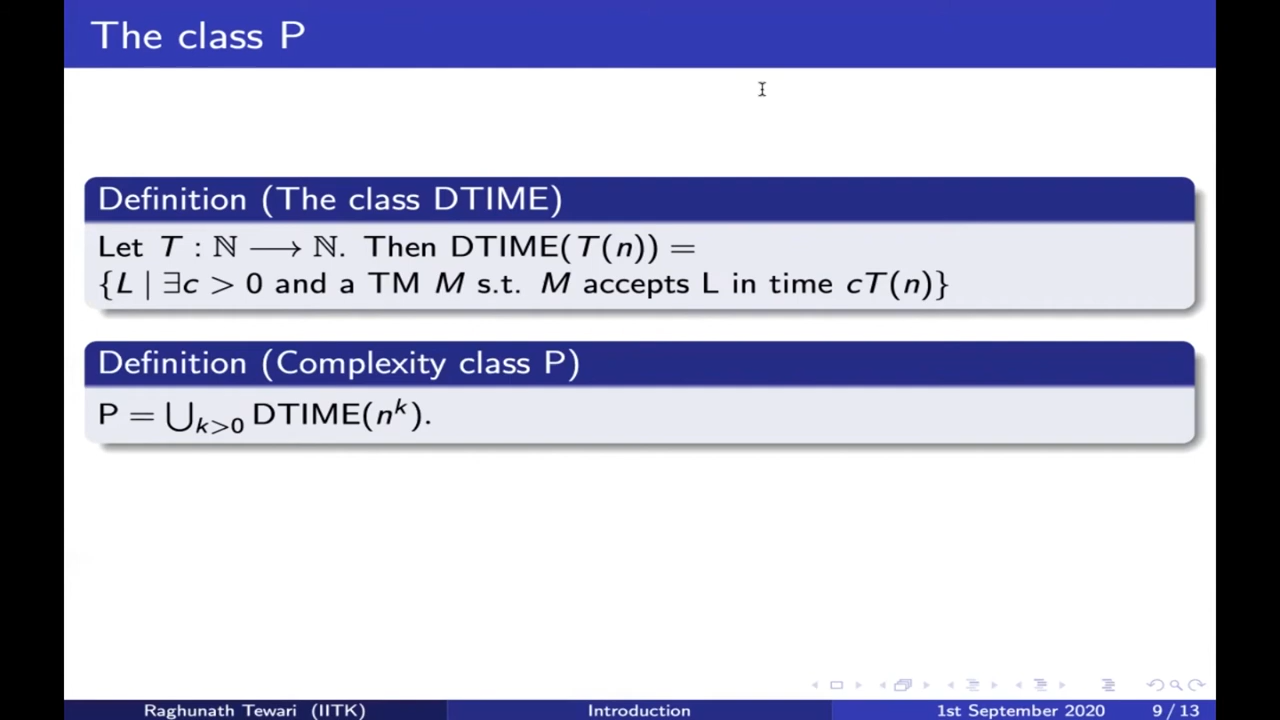 The class P
Definition (The class DTIME)
Let T : ℕ ⟶ ℕ. Then DTIME(T(n)) =
{L | ∃c > 0 and a TM M s.t. M accepts L in time cT(n)}
Definition (Complexity class P)
P = ⋃ₖ>₀ DTIME(nᵏ).
Raghunath Tewari (IITK) Introduction 1st September 2020 9 / 13